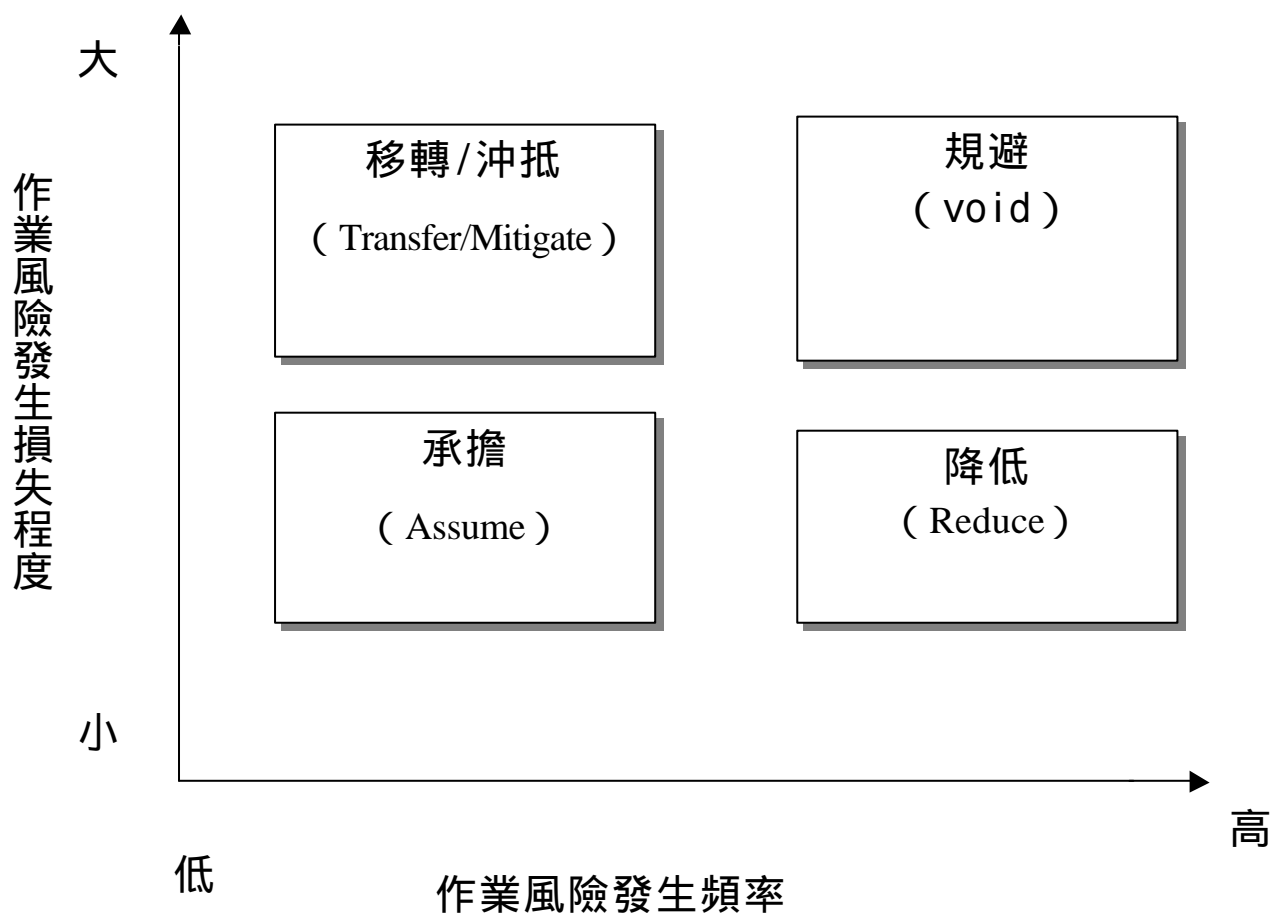 大
作業風險發生損失程度
移轉/沖抵
（Transfer/Mitigate）
規避
（void）
承擔
（Assume）
降低
（Reduce）
小
高
低
作業風險發生頻率